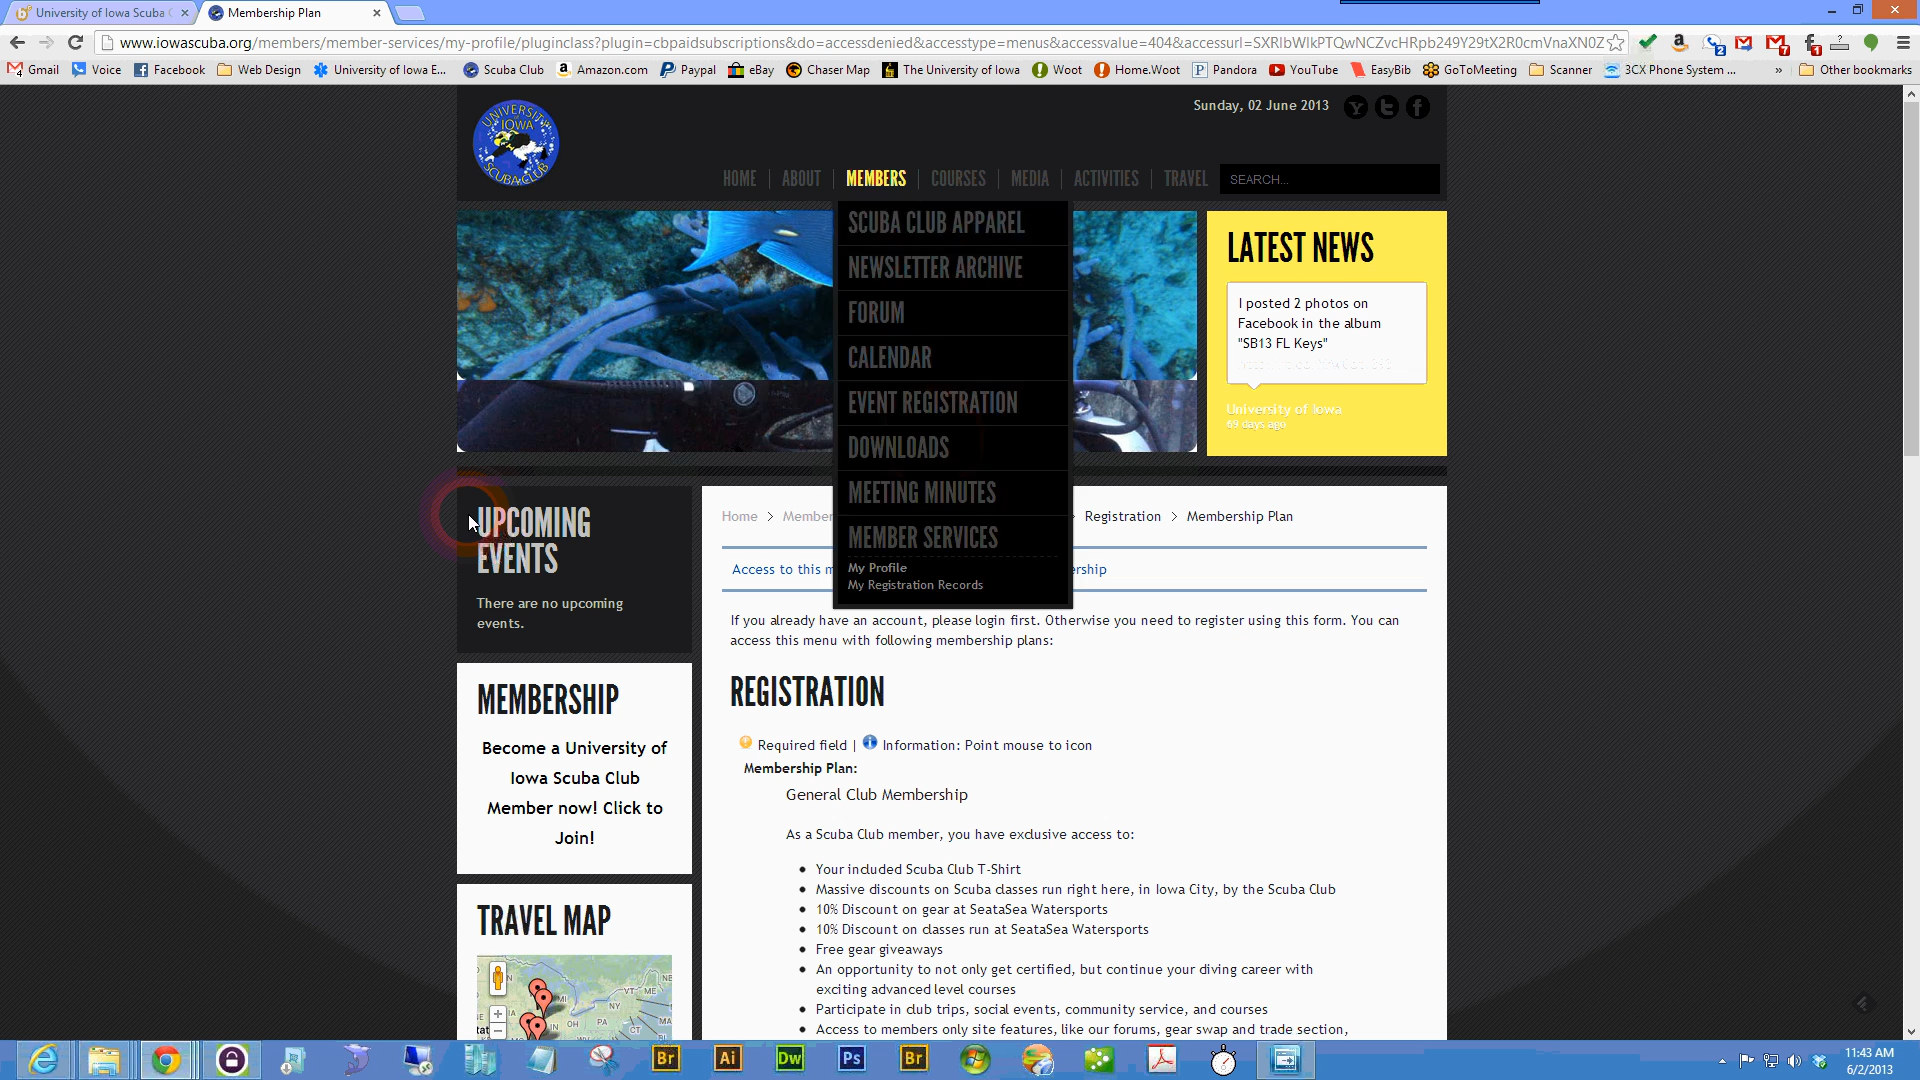 University of Iowa Scuba C
Membership Plan
www.iowascuba.org/members/member-services/my-profile/pluginclass?plugin=cbpaidsubscriptions&do=accessdenied&accesstype=menus&accessvalue=404&accessurl=SXRlbWlkPTQwNCZvcHRpb249Y29tX2R0cmVnaXN0Z
Gmail
Voice
Facebook
Web Design
University of Iowa E...
Scuba Club
Amazon.com
Paypal
eBay
Chaser Map
The University of Iowa
Woot
Home.Woot
Pandora
YouTube
EasyBib
GoToMeeting
Scanner
3CX Phone System ...
»
Other bookmarks
UNIVERSITY
OF
IOWA
SCUBA CLUB
Sunday, 02 June 2013
HOME
ABOUT
MEMBERS
COURSES
MEDIA
ACTIVITIES
TRAVEL
SEARCH...
SCUBA CLUB APPAREL
NEWSLETTER ARCHIVE
FORUM
CALENDAR
EVENT REGISTRATION
DOWNLOADS
MEETING MINUTES
MEMBER SERVICES
My Profile
My Registration Records
LATEST NEWS
I posted 2 photos on
Facebook in the album
"SB13 FL Keys"
University of Iowa
69 days ago
UPCOMING
EVENTS
There are no upcoming
events.
MEMBERSHIP
Become a University of
Iowa Scuba Club
Member now! Click to
Join!
TRAVEL MAP
Home > Member
Registration > Membership Plan
Access to this m
ership
If you already have an account, please login first. Otherwise you need to register using this form. You can
access this menu with following membership plans:
REGISTRATION
Required field | Information: Point mouse to icon
Membership Plan:
General Club Membership
As a Scuba Club member, you have exclusive access to:
Your included Scuba Club T-Shirt
Massive discounts on Scuba classes run right here, in Iowa City, by the Scuba Club
10% Discount on gear at SeataSea Watersports
10% Discount on classes run at SeataSea Watersports
Free gear giveaways
An opportunity to not only get certified, but continue your diving career with
exciting advanced level courses
Participate in club trips, social events, community service, and courses
Access to members only site features, like our forums, gear swap and trade section,
Br
Ai
Dw
Ps
Br
11:43 AM
6/2/2013